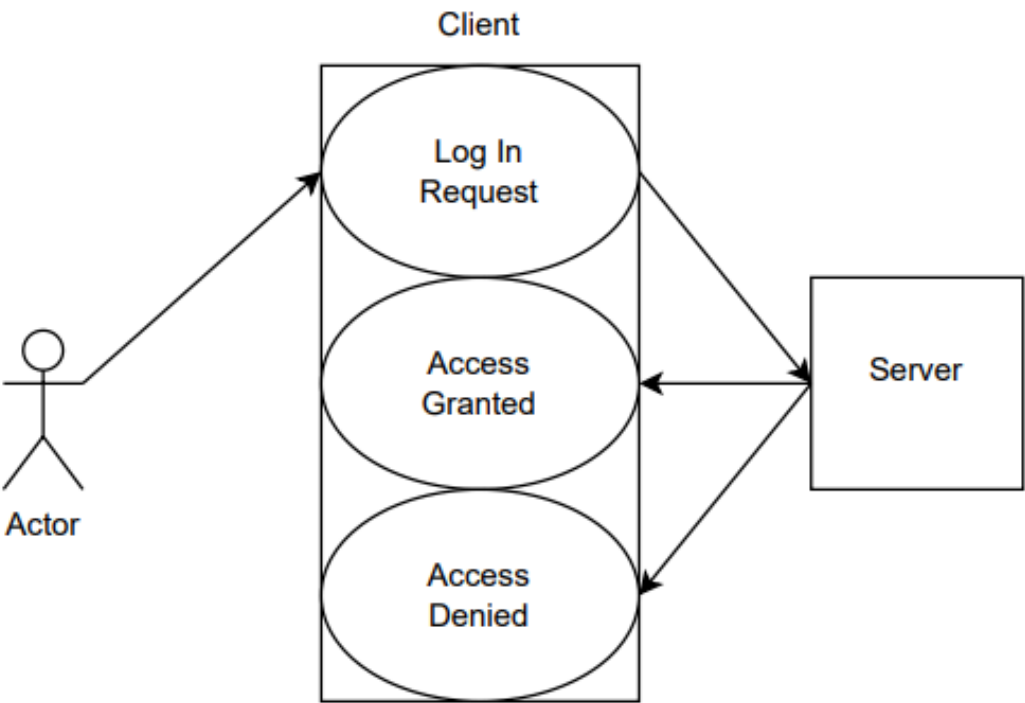 Client
Log In
Request
Access
Granted
Server
Actor
Access
Denied